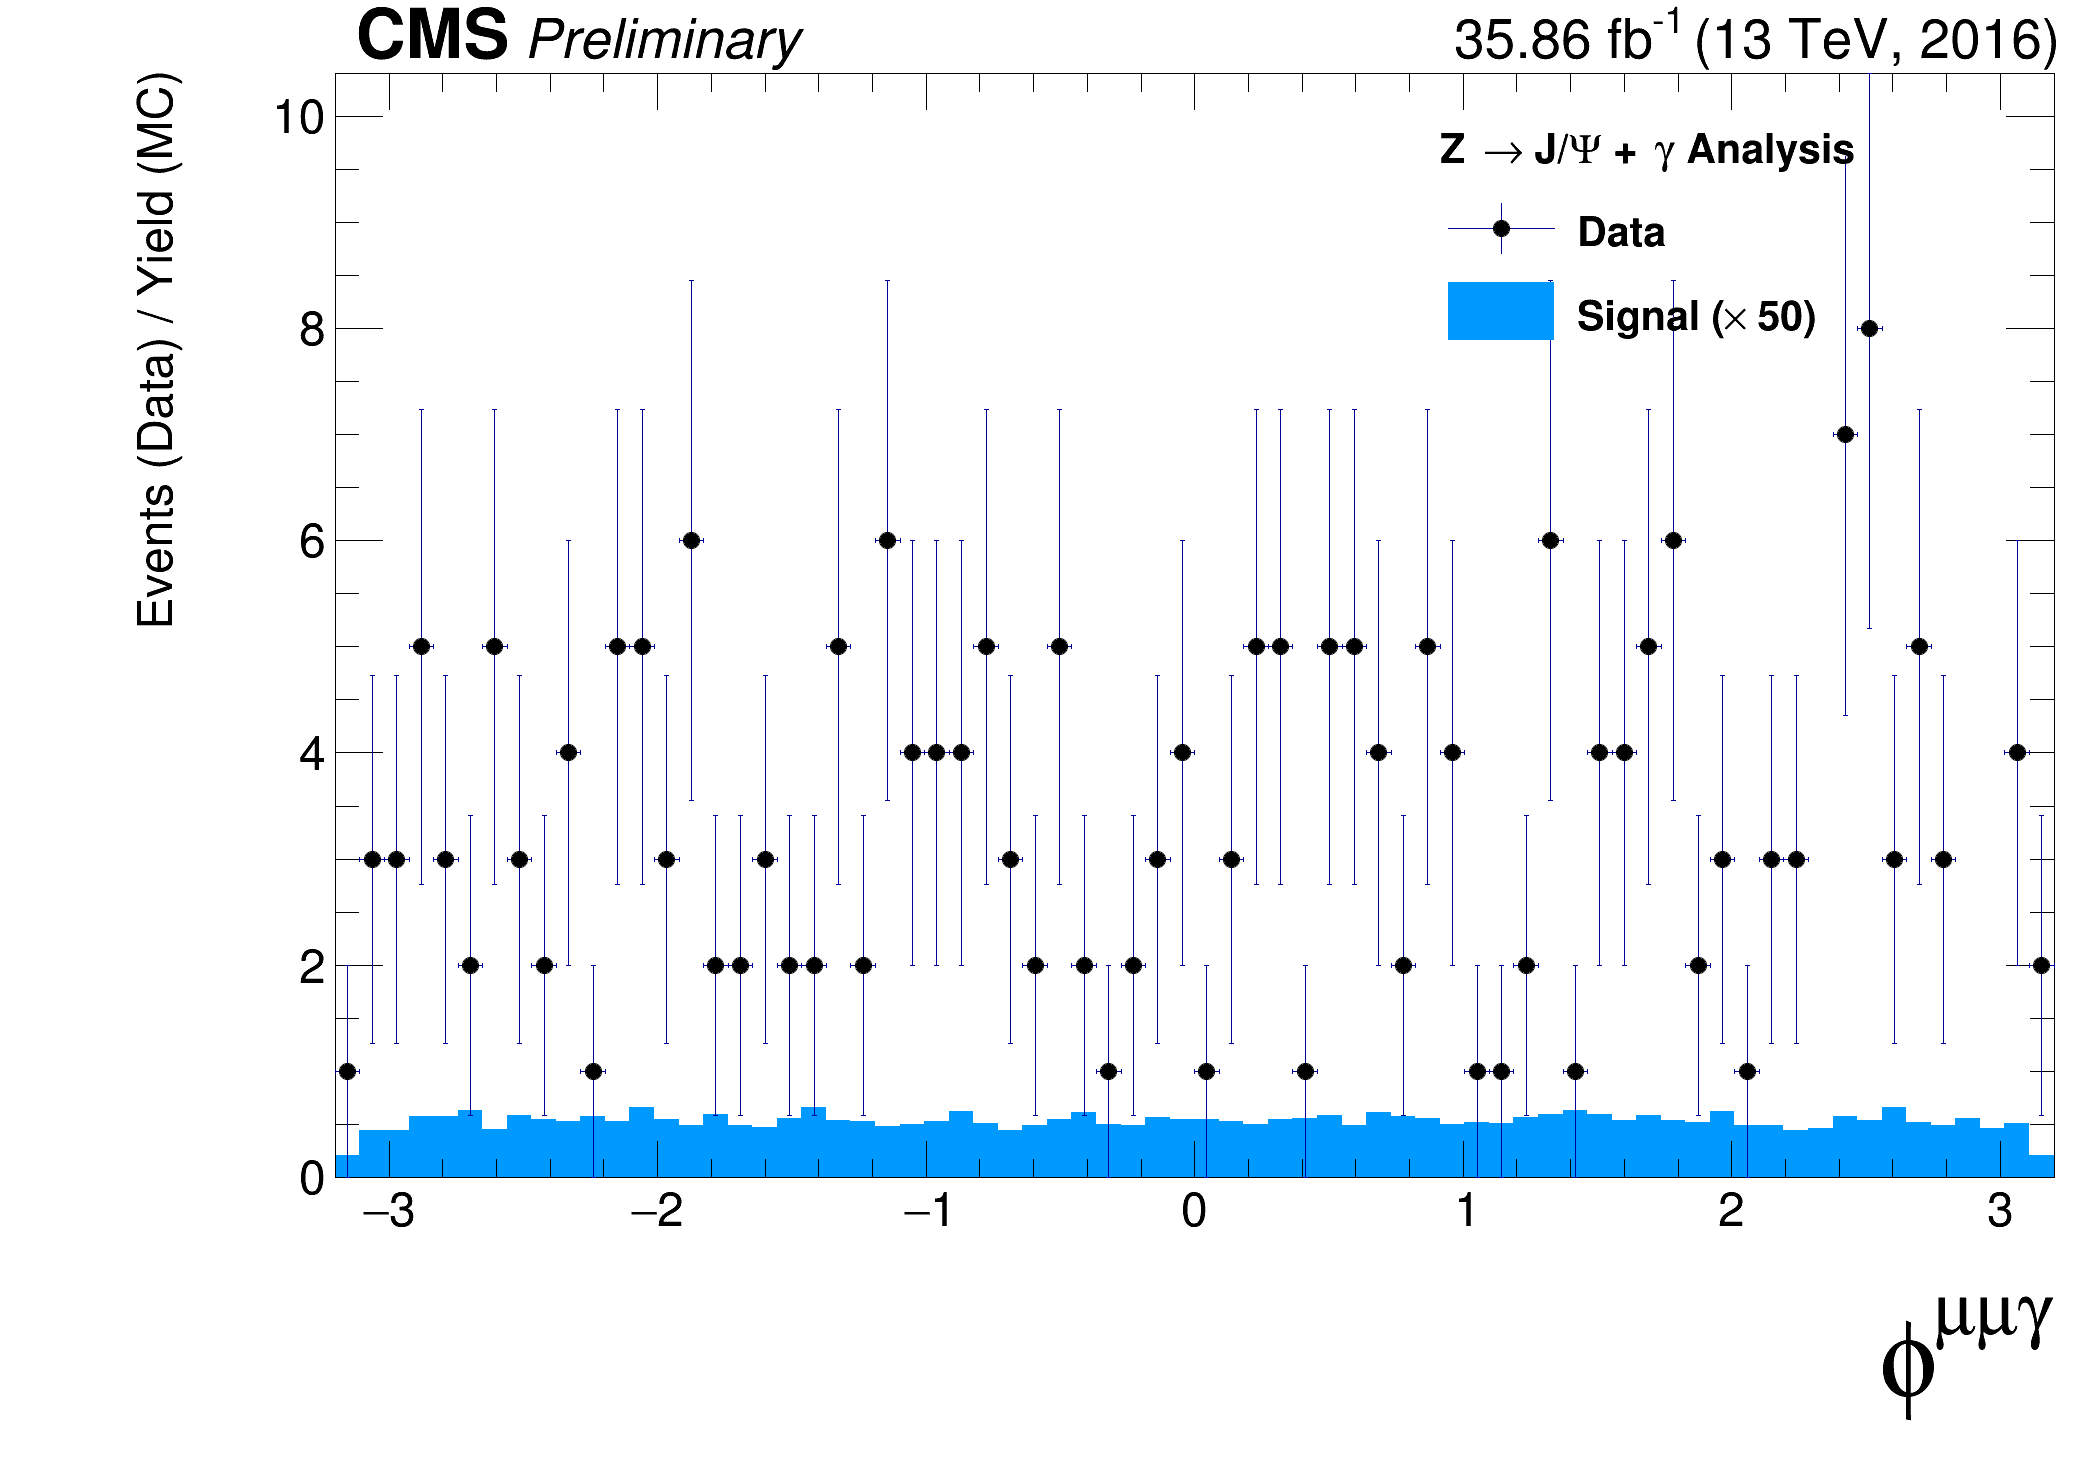 CMS Preliminary 35.86 fb⁻¹ (13 TeV, 2016)
Events (Data) / Yield (MC)
Z → J/Ψ + γ Analysis
Data
Signal (× 50)
10
8
6
4
2
0
−3 −2 −1 0 1 2 3
ϕ^μμγ